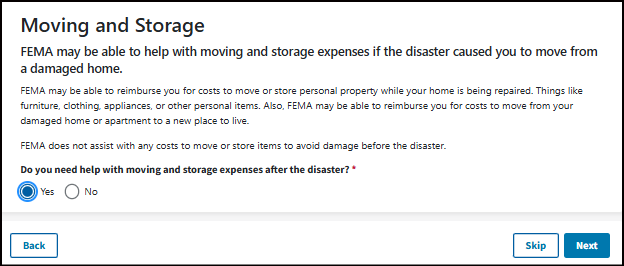 Moving and Storage
FEMA may be able to help with moving and storage expenses if the disaster caused you to move from
a damaged home.
FEMA may be able to reimburse you for costs to move or store personal property while your home is being repaired. Things like
furniture, clothing, appliances, or other personal items. Also, FEMA may be able to reimburse you for costs to move from your
damaged home or apartment to a new place to live.
FEMA does not assist with any costs to move or store items to avoid damage before the disaster.
Do you need help with moving and storage expenses after the disaster? *
Yes No
Back Skip Next